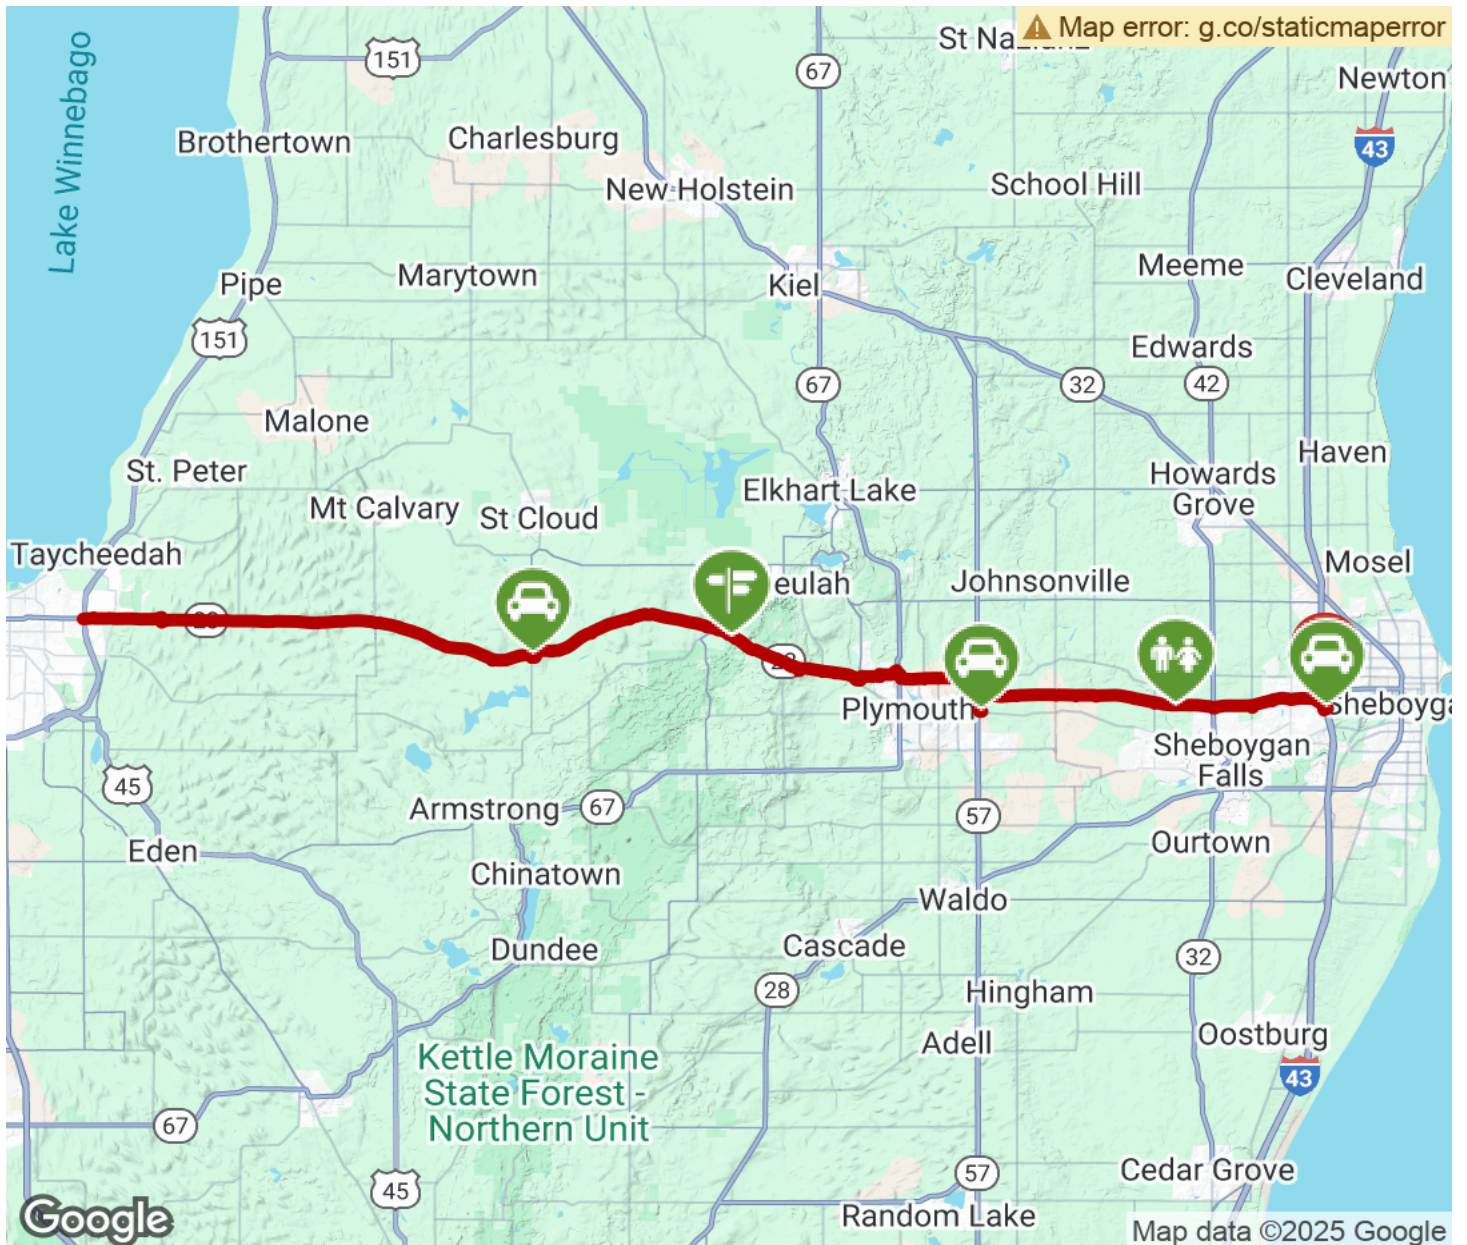 Map error: g.co/staticmaperror
St
151
67
Newton
Lake Winnebago
Brothertown
Charlesburg
43
New Holstein
School Hill
Pipe
Marytown
Kiel
Meeme
Cleveland
151
Edwards
67
32
42
Malone
Haven
St. Peter
Howards
Grove
Elkhart Lake
Mt Calvary
St Cloud
Taycheedah
Mosel
eulah
Johnsonville
Plymouth
Sheboyga
Sheboygan
Falls
45
Armstrong
67
57
Eden
Ourtown
Chinatown
Waldo
Dundee
Cascade
32
28
Hingham
Adell
Oostburg
Kettle Moraine
State Forest -
Northern Unit
43
67
57
Cedar Grove
45
Random Lake
Google
Map data ©2025 Google